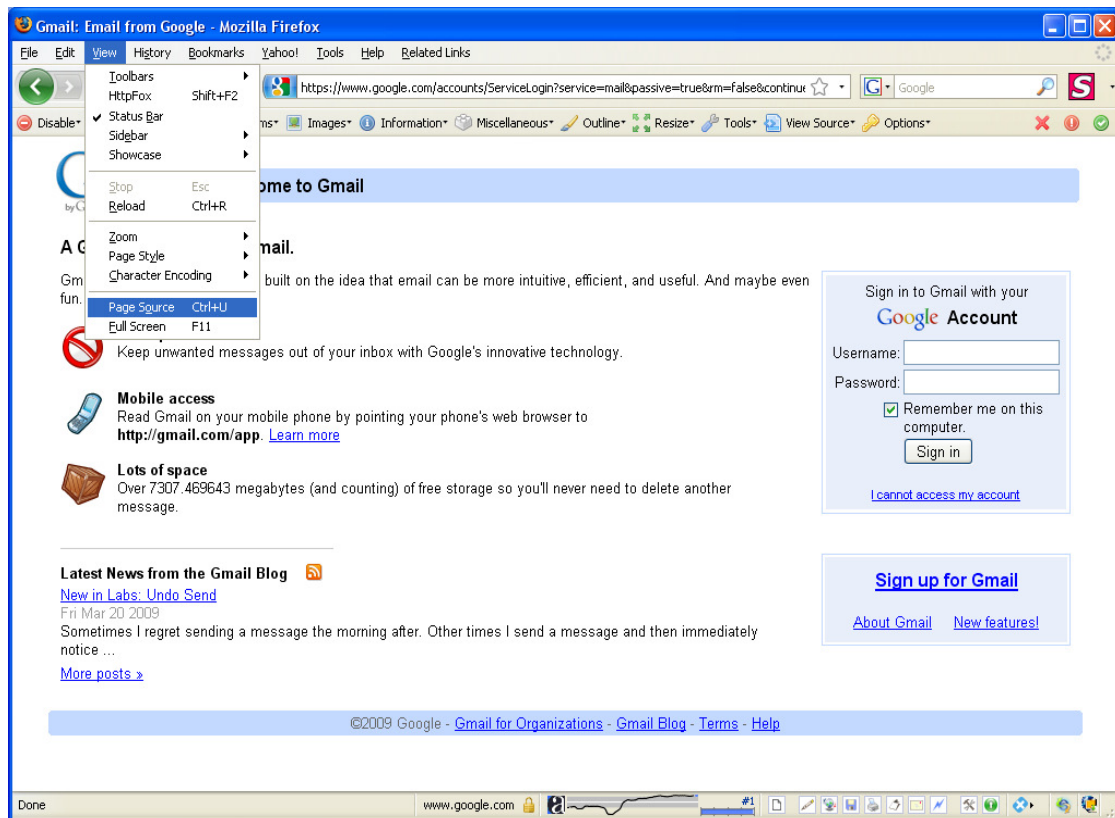 Gmail: Email from Google - Mozilla Firefox
File Edit View History Bookmarks Yahoo! Tools Help Related Links
https://www.google.com/accounts/ServiceLogin?service=mail&passive=true&rm=false&continue
G Google
S
Disable ms Images Information Miscellaneous Outline Resize Tools View Source Options
Toolbars
HttpFox Shift+F2
Status Bar
Sidebar
Showcase
Stop Esc
Reload Ctrl+R
Zoom
Page Style
Character Encoding
Page Source Ctrl+U
Full Screen F11
ome to Gmail
by G
A G mail.
Gm built on the idea that email can be more intuitive, efficient, and useful. And maybe even
fun.
Keep unwanted messages out of your inbox with Google's innovative technology.
Mobile access
Read Gmail on your mobile phone by pointing your phone's web browser to
http://gmail.com/app. Learn more
Lots of space
Over 7307.469643 megabytes (and counting) of free storage so you'll never need to delete another
message.
Latest News from the Gmail Blog
New in Labs: Undo Send
Fri Mar 20 2009
Sometimes I regret sending a message the morning after. Other times I send a message and then immediately
notice ...
More posts »
Sign in to Gmail with your
Google Account
Username:
Password:
Remember me on this
computer.
Sign in
I cannot access my account
Sign up for Gmail
About Gmail New features!
©2009 Google - Gmail for Organizations - Gmail Blog - Terms - Help
Done www.google.com a #1